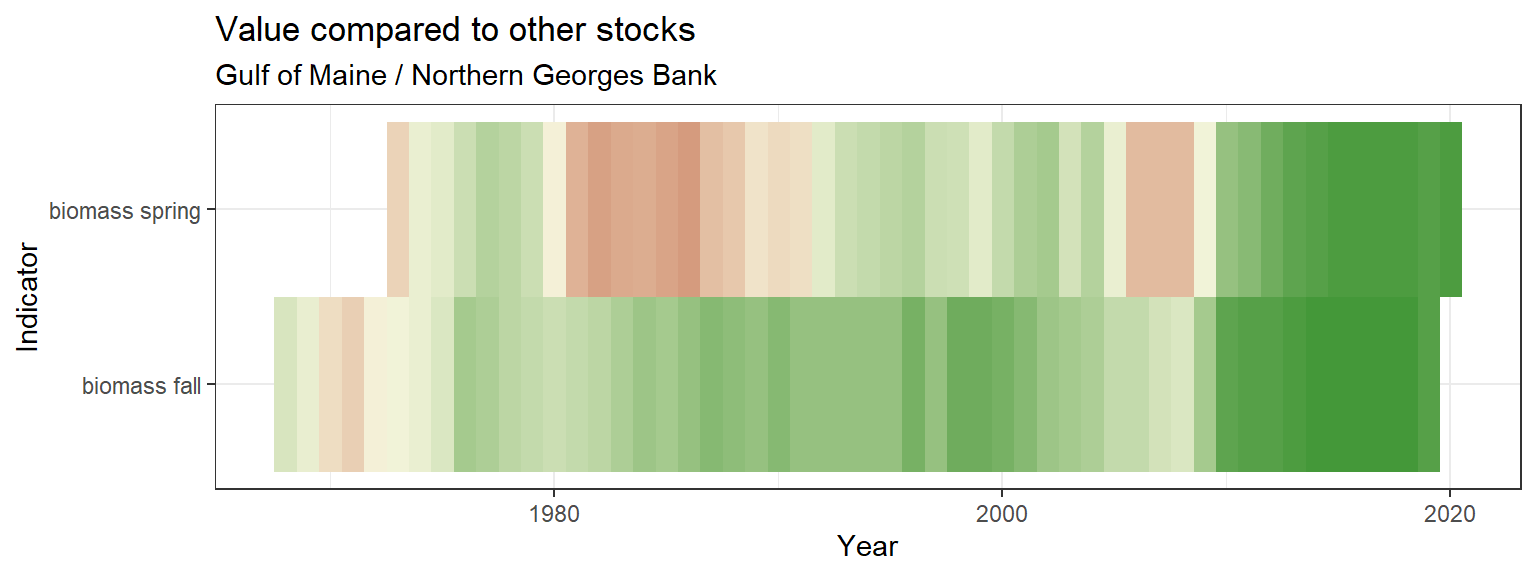 Value compared to other stocks
Gulf of Maine / Northern Georges Bank
Indicator
biomass spring
biomass fall
1980
2000
2020
Year